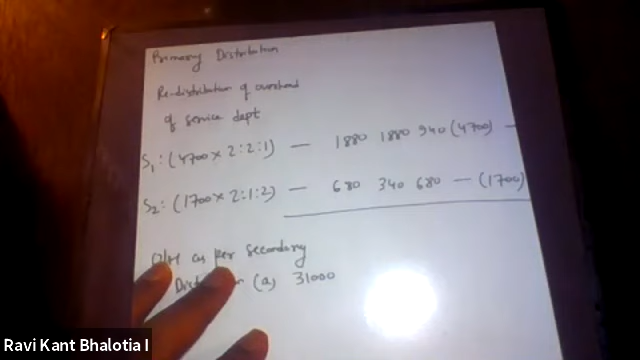 Primary Distribution
Re-distribution of overhead
of service dept
S₁: (4700 x 2:2:1) — 1880 1880 940 (4700) —
S₂: (1700 x 2:1:2) — 680 340 680 — (1700)
as per secondary
(a) 31000
Ravi Kant Bhalotia I